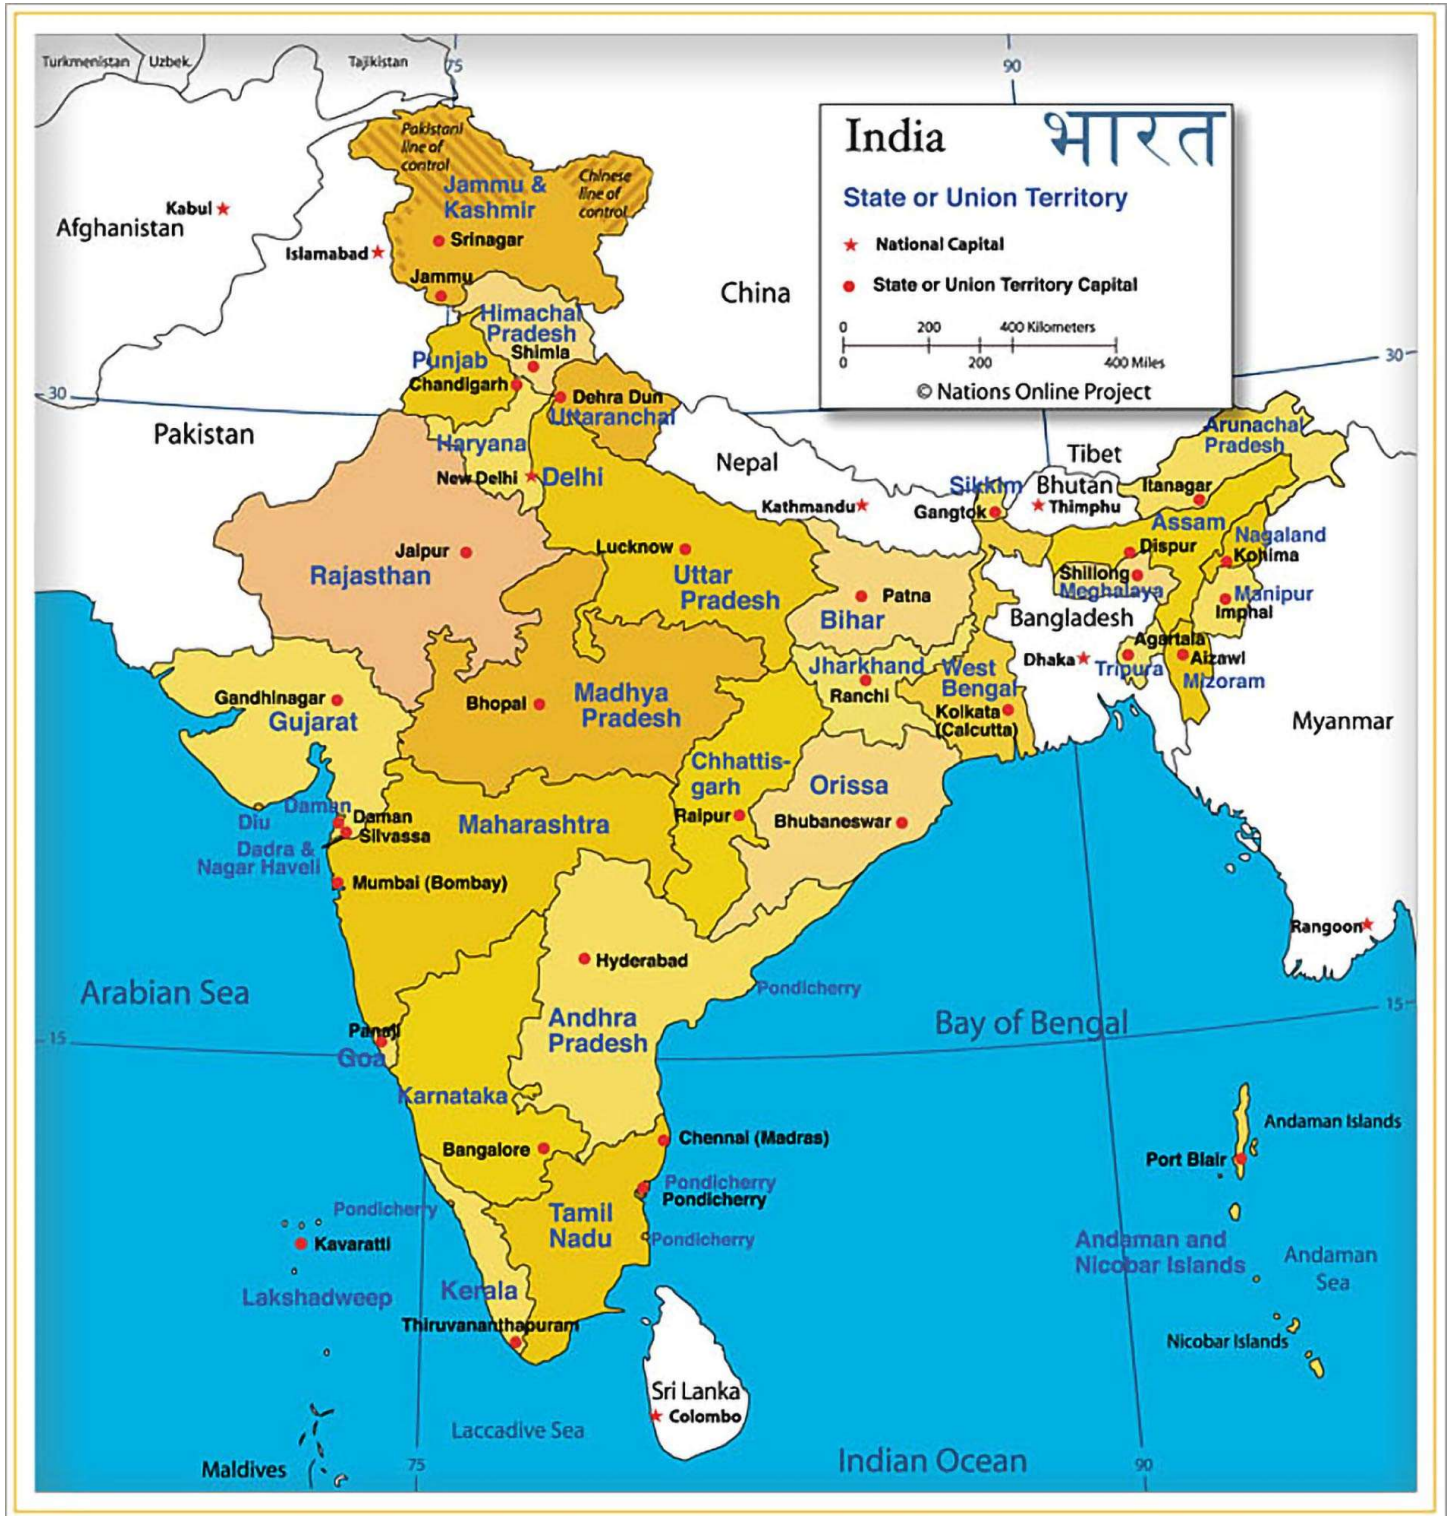 Turkmenistan
Uzbek.
Tajikistan
75
90
India
भारत
State or Union Territory
National Capital
State or Union Territory Capital
0 200 400 Kilometers
0 200 400 Miles
© Nations Online Project
Pakistani
line of
control
Chinese
line of
control
Jammu &
Kashmir
Kabul
Afghanistan
Islamabad
Srinagar
Jammu
China
Himachal
Pradesh
Shimla
Punjab
Chandigarh
30
30
Dehra Dun
Uttaranchal
Pakistan
Haryana
New Delhi
Delhi
Nepal
Kathmandu
Tibet
Arunachal
Pradesh
Sikkim
Gangtok
Bhutan
Thimphu
Itanagar
Assam
Dispur
Nagaland
Kohima
Jaipur
Rajasthan
Lucknow
Uttar
Pradesh
Patna
Bihar
Shillong
Meghalaya
Manipur
Imphal
Bangladesh
Dhaka
Agartala
Tripura
Aizawl
Mizoram
Jharkhand
Ranchi
West
Bengal
Kolkata
(Calcutta)
Gandhinagar
Gujarat
Bhopal
Madhya
Pradesh
Myanmar
Chhattis-
garh
Raipur
Orissa
Bhubaneswar
Daman
Diu
Daman
Silvassa
Dadra &
Nagar Haveli
Maharashtra
Mumbai (Bombay)
Rangoon
Hyderabad
Arabian Sea
Pondicherry
Andhra
Pradesh
Bay of Bengal
15
15
Panaji
Goa
Karnataka
Bangalore
Chennai (Madras)
Andaman Islands
Port Blair
Pondicherry
Pondicherry
Pondicherry
Tamil
Nadu
Pondicherry
Kavaratti
Lakshadweep
Andaman and
Nicobar Islands
Andaman
Sea
Kerala
Thiruvananthapuram
Nicobar Islands
Sri Lanka
Colombo
Laccadive Sea
Indian Ocean
Maldives
75
90